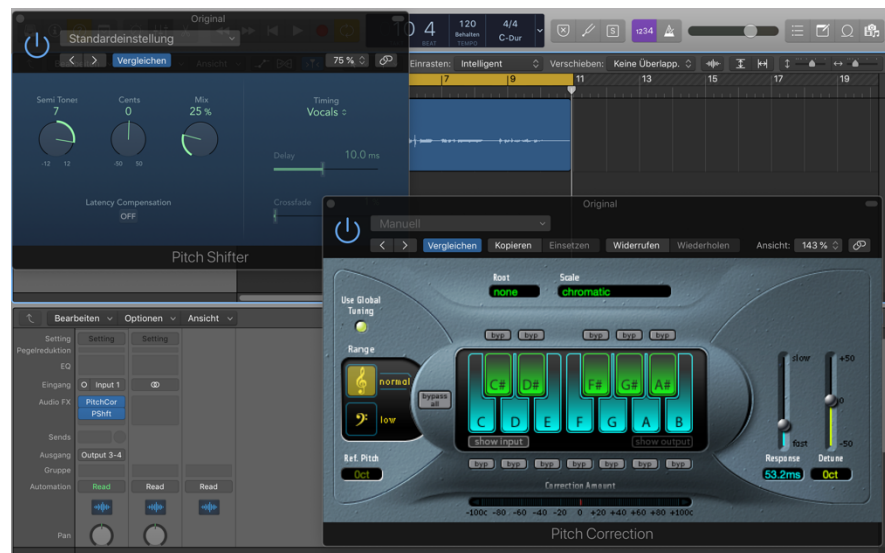 Original
Standardeinstellung
Vergleichen
75 %
Semi Tones
7
-12 12
Cents
0
-50 50
Mix
25 %
Timing
Vocals
Delay
10.0 ms
Latency Compensation
OFF
Crossfade
Pitch Shifter
4
BEAT
120
Behalten
TEMPO
4/4
C-Dur
S
1234
Einrasten: Intelligent
Verschieben: Keine Überlapp.
7 9 11 13 15 17 19
Original
Manuell
Vergleichen Kopieren Einsetzen Widerrufen Wiederholen Ansicht: 143 %
Root
none
Scale
chromatic
Use Global
Tuning
Range
normal
low
Ref. Pitch
0ct
bypass
all
byp byp byp byp byp
C# D# F# G# A#
C D E F G A B
show input show output
byp byp byp byp byp byp byp
Correction Amount
-100c -80 -60 -40 -20 0 +20 +40 +60 +80 +100c
slow
fast
Response
53.2ms
+50
0
-50
Detune
0ct
Pitch Correction
Bearbeiten Optionen Ansicht
Setting Setting Setting
Pegelreduktion
EQ
Eingang Input 1
Audio FX PitchCor
PShft
Sends
Ausgang Output 3-4
Gruppe
Automation Read Read Read
Pan